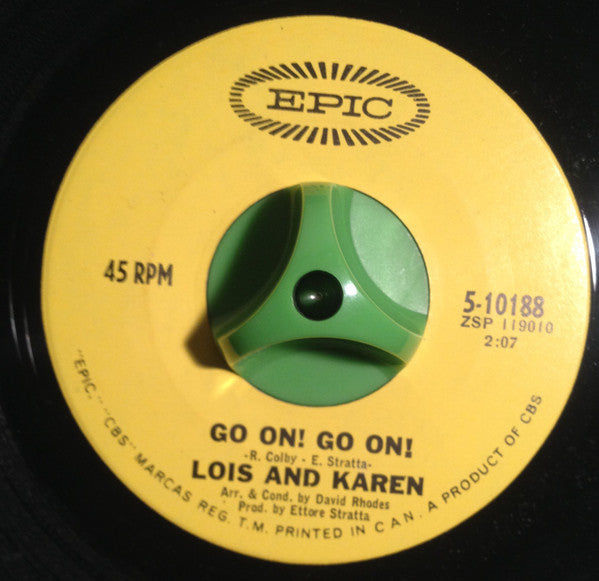 EPIC
45 RPM
5-10188
ZSP 119010
2:07
GO ON! GO ON!
-R. Colby - E. Stratta-
LOIS AND KAREN
Arr. & Cond. by David Rhodes
Prod. by Ettore Stratta
"EPIC," "CBS" MARCAS REG. T.M. PRINTED IN CAN. A PRODUCT OF CBS